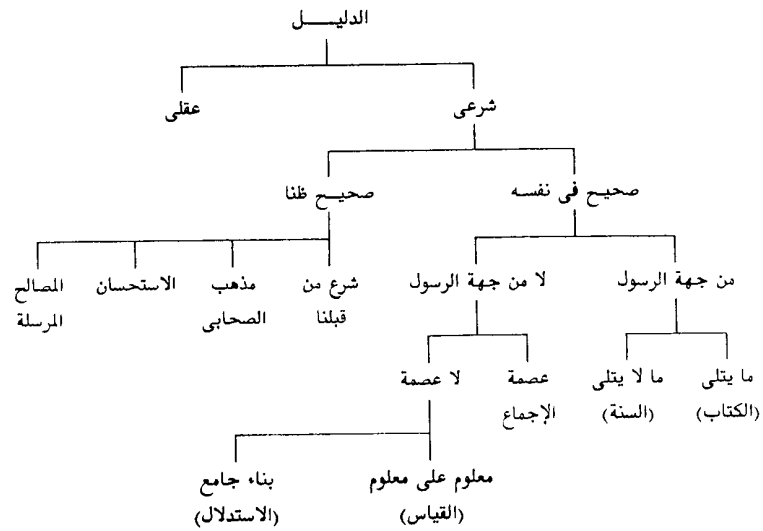 الدليـــــل
شرعى
عقلى
صحيح فى نفسه
صحيـــح ظنا
من جهة الرسول
لا من جهة الرسول
شرع من
قبلنا
مذهب
الصحابى
الاستحسان
المصالح
المرسلة
ما يتلى
(الكتاب)
ما لا يتلى
(السنة)
عصمة
الإجماع
لا عصمة
معلوم على معلوم
(القياس)
بناء جامع
(الاستدلال)